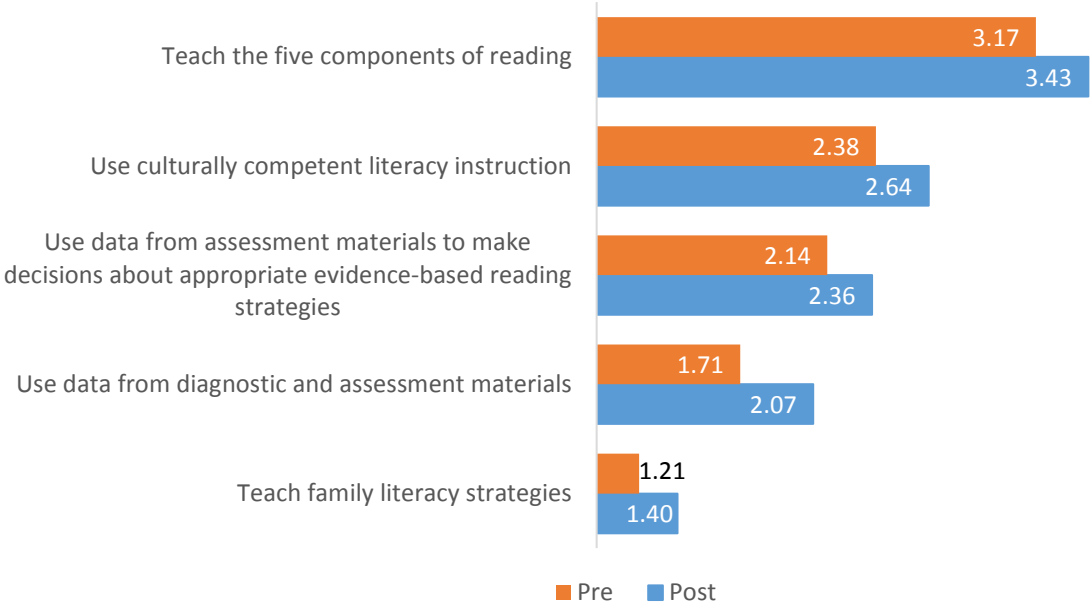 Teach the five components of reading
3.17
3.43
Use culturally competent literacy instruction
2.38
2.64
Use data from assessment materials to make
decisions about appropriate evidence-based reading
strategies
2.14
2.36
Use data from diagnostic and assessment materials
1.71
2.07
Teach family literacy strategies
1.21
1.40
Pre
Post